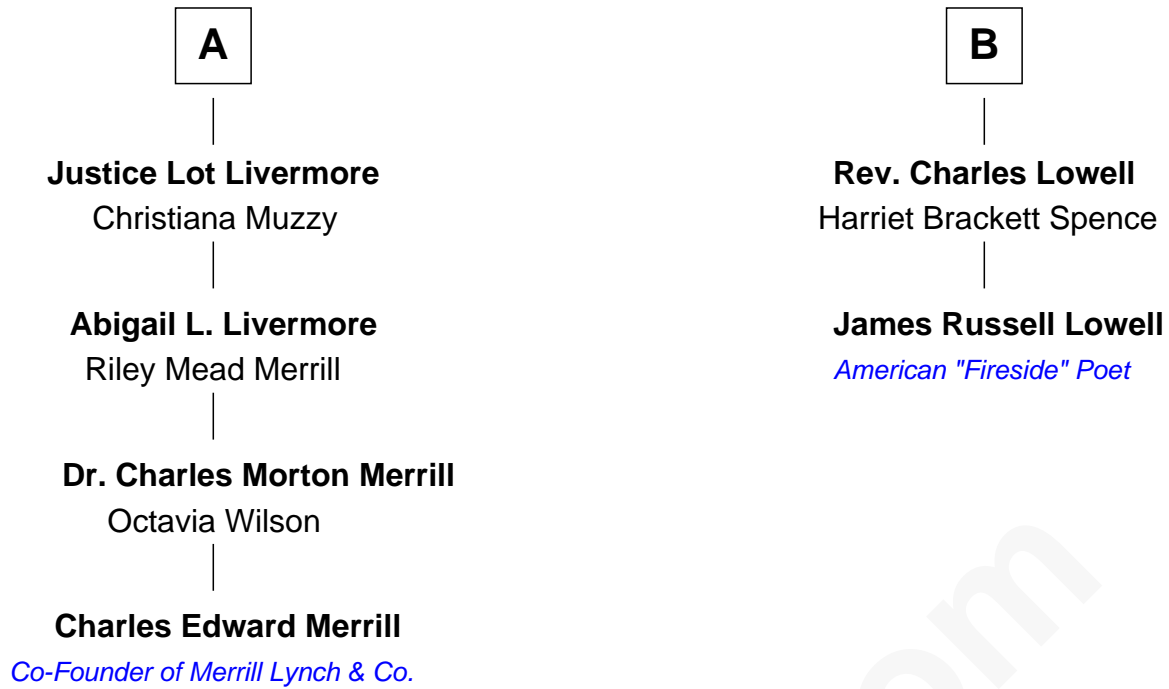 A
Justice Lot Livermore
Christiana Muzzy
Abigail L. Livermore
Riley Mead Merrill
Dr. Charles Morton Merrill
Octavia Wilson
Charles Edward Merrill
Co-Founder of Merrill Lynch & Co.
B
Rev. Charles Lowell
Harriet Brackett Spence
James Russell Lowell
American "Fireside" Poet
om